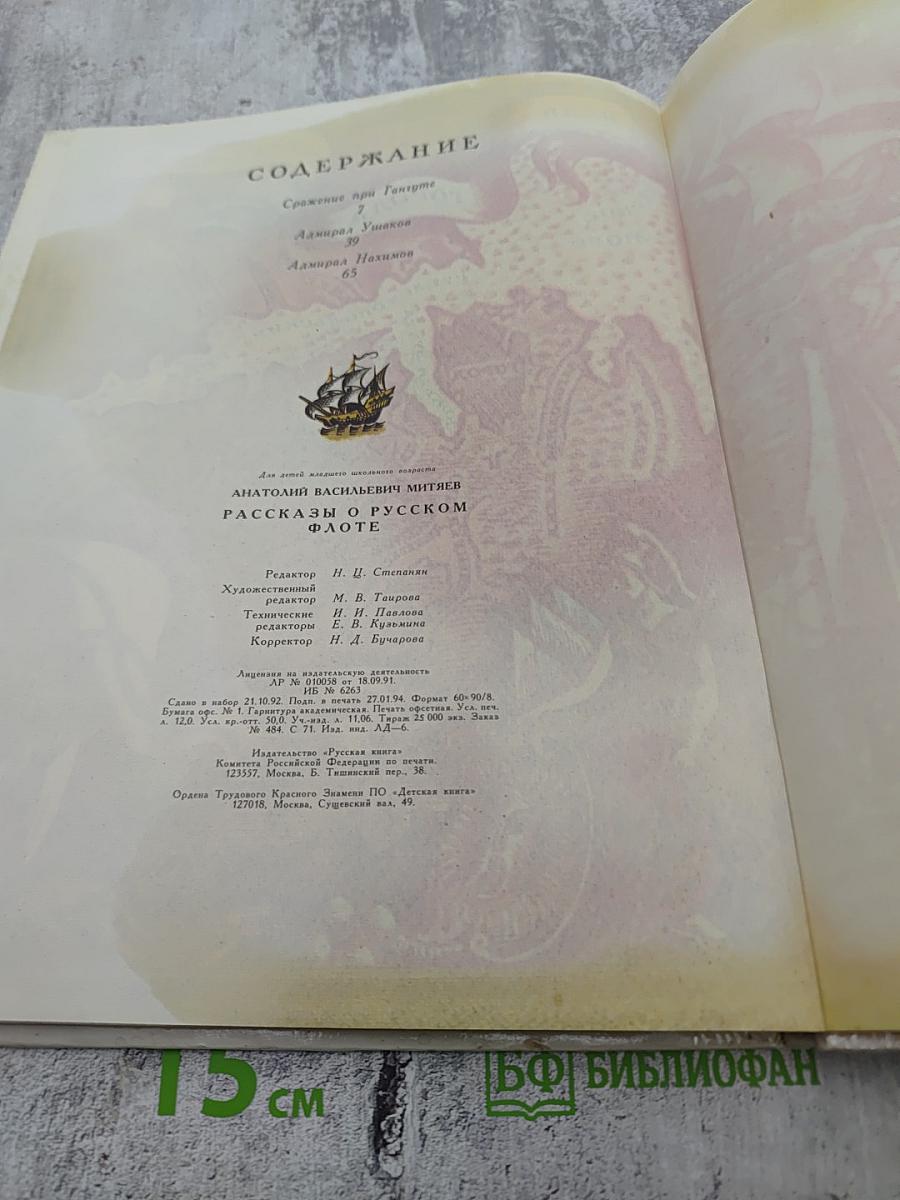 СОДЕРЖАНИЕ
Сражение при Гангуте
7
Адмирал Ушаков
39
Адмирал Нахимов
65
Для детей младшего школьного возраста
АНАТОЛИЙ ВАСИЛЬЕВИЧ МИТЯЕВ
РАССКАЗЫ О РУССКОМ
ФЛОТЕ
Редактор Н. Ц. Степанян
Художественный
редактор М. В. Таирова
Технические И. И. Павлова
редакторы Е. В. Кузьмина
Корректор Н. Д. Бучарова
Лицензия на издательскую деятельность
ЛР № 010058 от 18.09.91.
ИБ № 6263
Сдано в набор 21.10.92. Подп. в печать 27.01.94. Формат 60×90/8.
Бумага офс. № 1. Гарнитура академическая. Печать офсетная. Усл. печ.
л. 12,0. Усл. кр.-отт. 50,0. Уч.-изд. л. 11,06. Тираж 25 000 экз. Заказ
№ 484. С 71. Изд. инд. ЛД—6.
Издательство «Русская книга»
Комитета Российской Федерации по печати.
123557, Москва, Б. Тишинский пер., 38.
Ордена Трудового Красного Знамени ПО «Детская книга»
127018, Москва, Сущевский вал, 49.
15 см
БФ БИБЛИОФАН